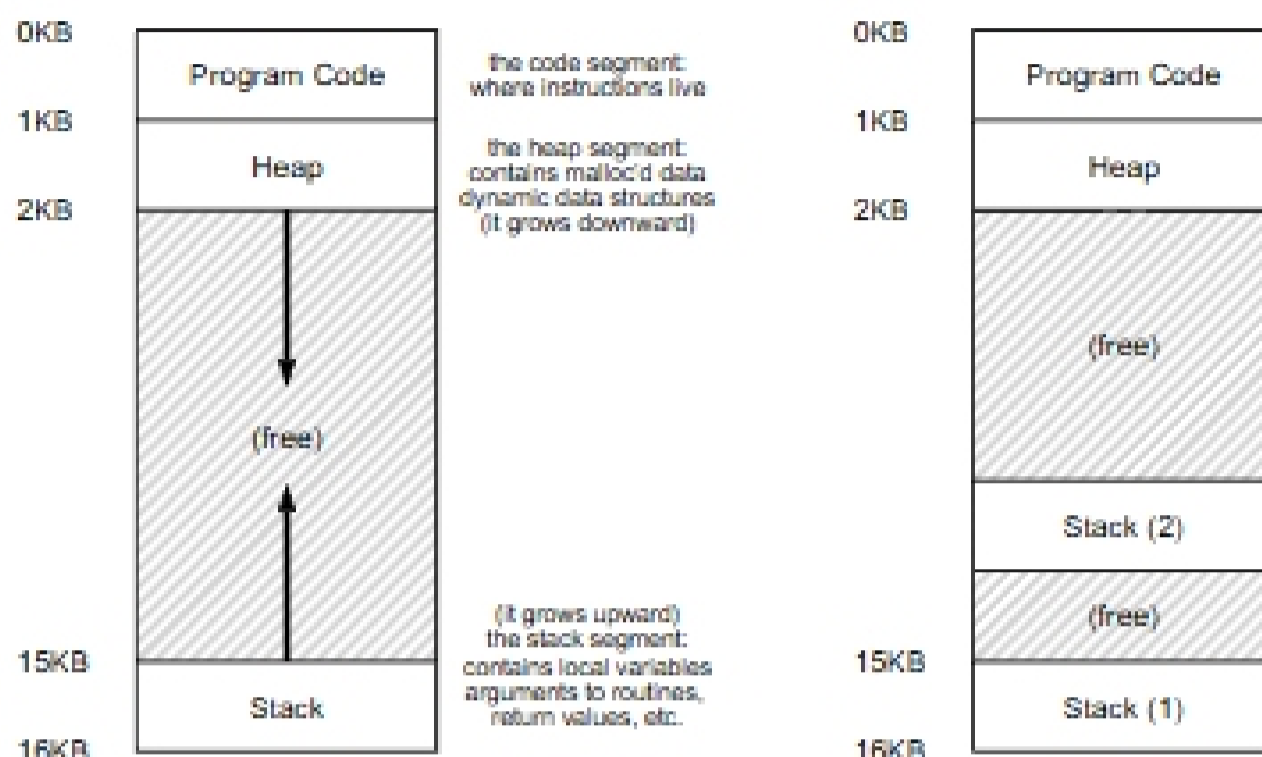 0KB
Program Code
the code segment:
where instructions live
1KB
Heap
the heap segment:
contains malloc'd data
dynamic data structures
(it grows downward)
2KB
(free)
(it grows upward)
the stack segment:
contains local variables
arguments to routines,
return values, etc.
15KB
Stack
16KB
0KB
Program Code
1KB
Heap
2KB
(free)
Stack (2)
(free)
15KB
Stack (1)
16KB